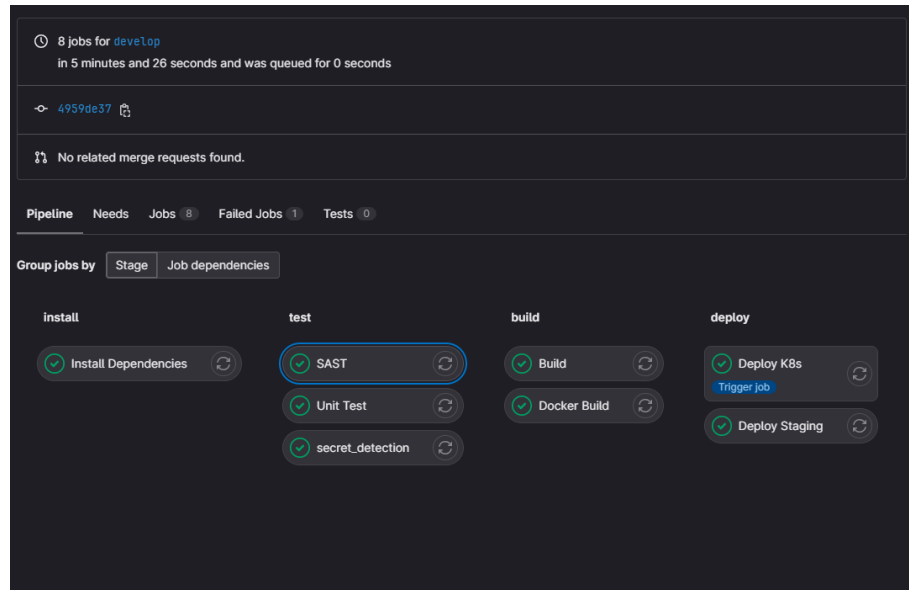 8 jobs for develop
in 5 minutes and 26 seconds and was queued for 0 seconds
4959de37
No related merge requests found.
Pipeline Needs Jobs 8 Failed Jobs 1 Tests 0
Group jobs by Stage Job dependencies
install
Install Dependencies
test
SAST
Unit Test
secret_detection
build
Build
Docker Build
deploy
Deploy K8s
Trigger job
Deploy Staging